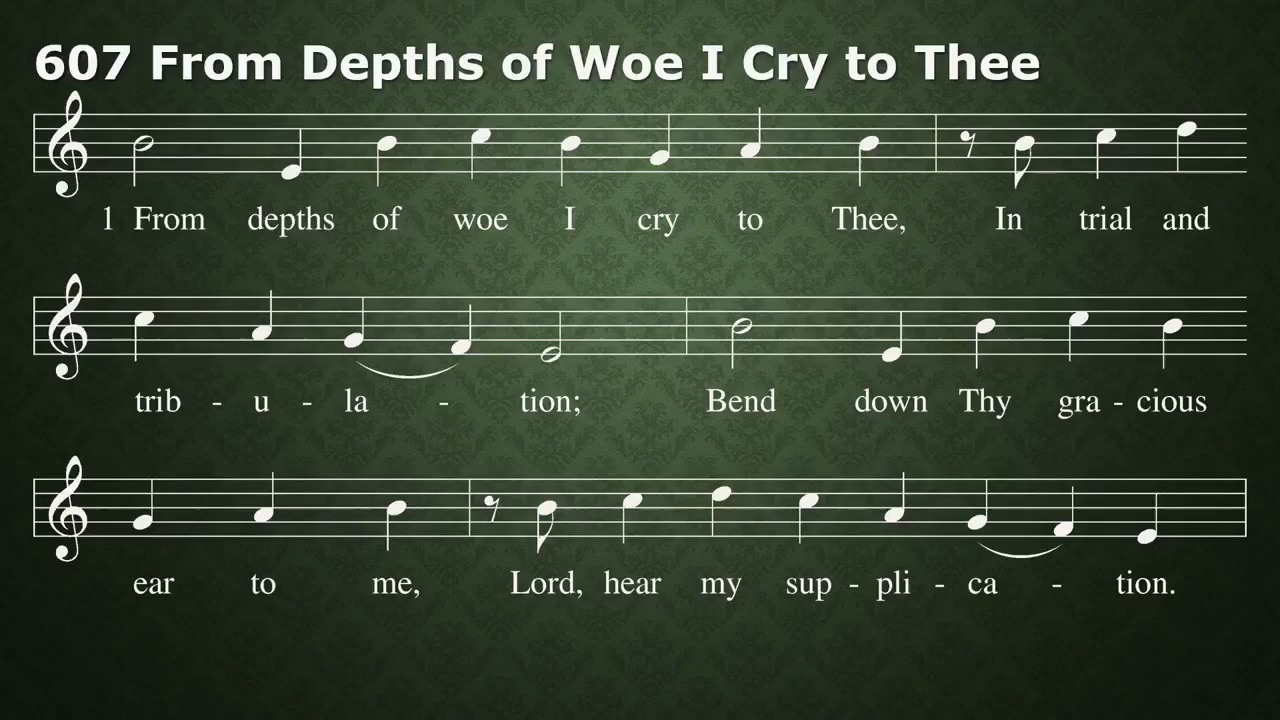 607 From Depths of Woe I Cry to Thee
1 From depths of woe I cry to Thee, In trial and
trib - u - la - tion; Bend down Thy gra - cious
ear to me, Lord, hear my sup - pli - ca - tion.